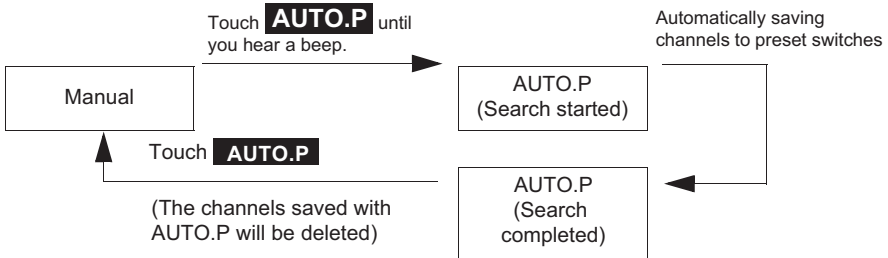 Touch AUTO.P until
you hear a beep.
Automatically saving
channels to preset switches
Manual
AUTO.P
(Search started)
Touch AUTO.P
(The channels saved with
AUTO.P will be deleted)
AUTO.P
(Search
completed)